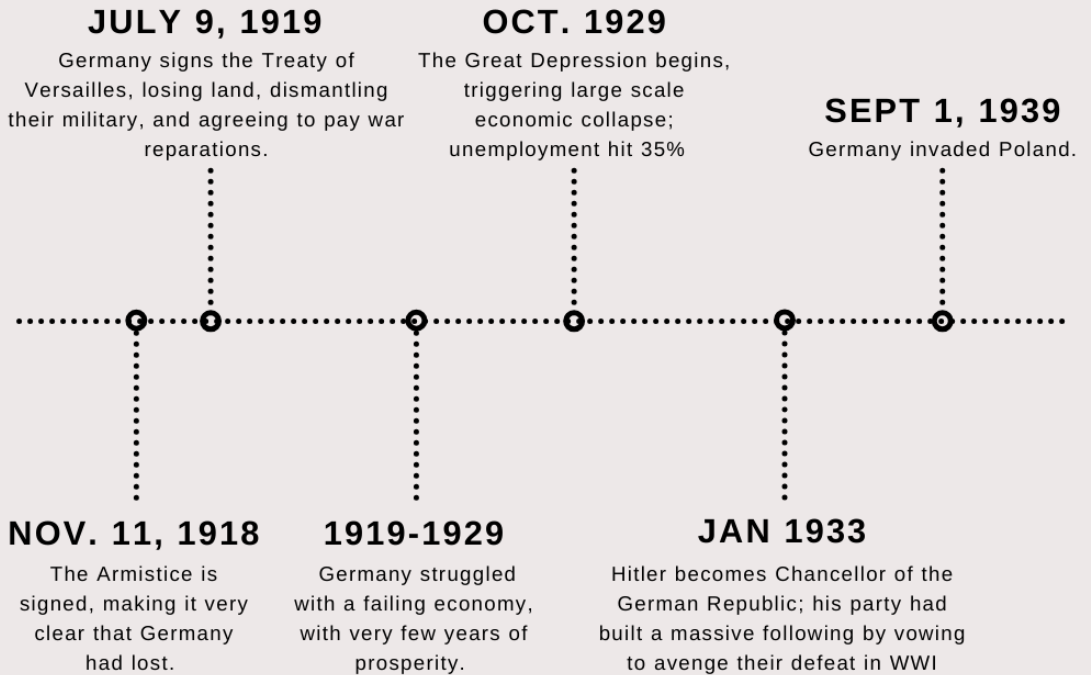 JULY 9, 1919
Germany signs the Treaty of
Versailles, losing land, dismantling
their military, and agreeing to pay war
reparations.
OCT. 1929
The Great Depression begins,
triggering large scale
economic collapse;
unemployment hit 35%
SEPT 1, 1939
Germany invaded Poland.
NOV. 11, 1918
The Armistice is
signed, making it very
clear that Germany
had lost.
1919-1929
Germany struggled
with a failing economy,
with very few years of
prosperity.
JAN 1933
Hitler becomes Chancellor of the
German Republic; his party had
built a massive following by vowing
to avenge their defeat in WWI